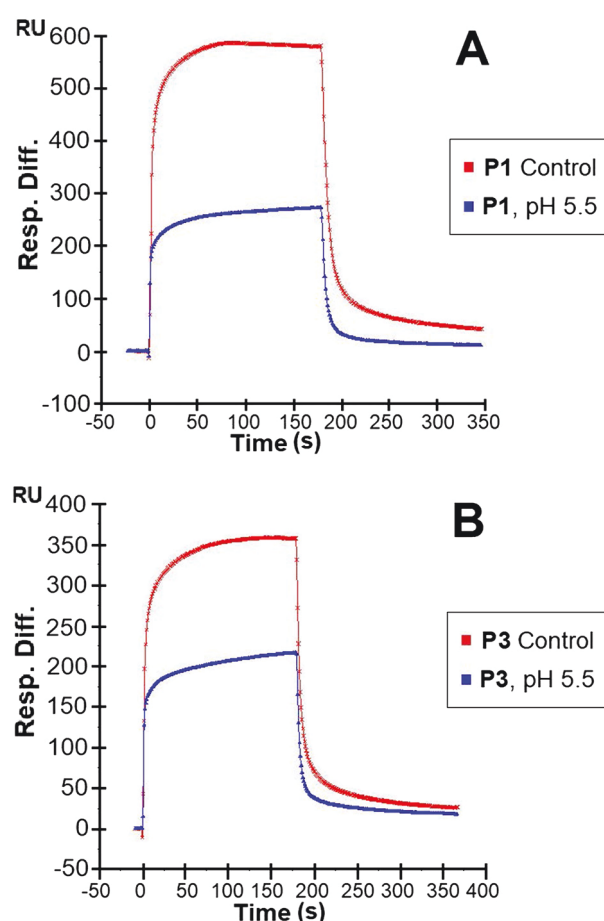 RU
A
600
500
400
300
200
100
0
-100
-50 0 50 100 150 200 250 300 350
Resp. Diff.
Time (s)
P1 Control
P1, pH 5.5
RU
B
400
350
300
250
200
150
100
50
0
-50
-50 0 50 100 150 200 250 300 350 400
Resp. Diff.
Time (s)
P3 Control
P3, pH 5.5